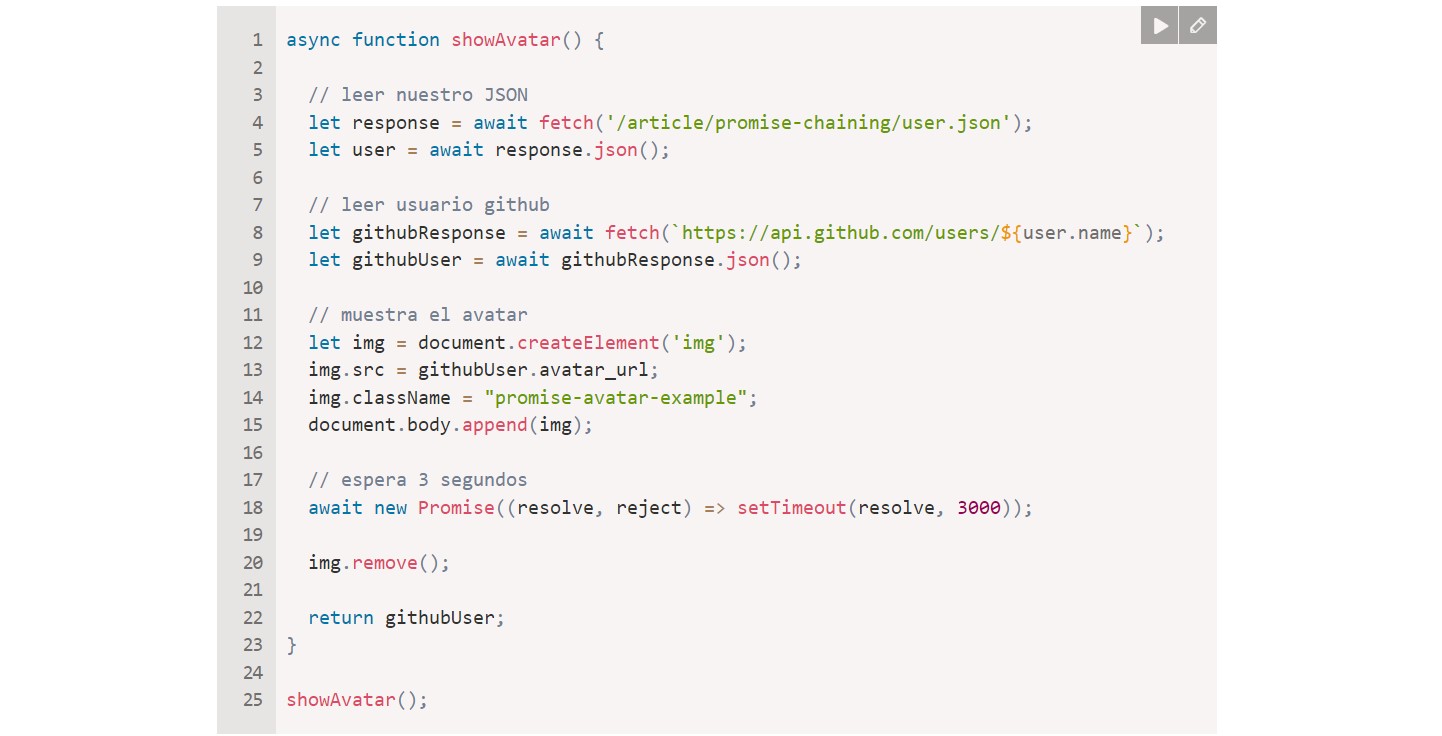 1 async function showAvatar() {
2
3 // leer nuestro JSON
4 let response = await fetch('/article/promise-chaining/user.json');
5 let user = await response.json();
6
7 // leer usuario github
8 let githubResponse = await fetch(`https://api.github.com/users/${user.name}`);
9 let githubUser = await githubResponse.json();
10
11 // muestra el avatar
12 let img = document.createElement('img');
13 img.src = githubUser.avatar_url;
14 img.className = "promise-avatar-example";
15 document.body.append(img);
16
17 // espera 3 segundos
18 await new Promise((resolve, reject) => setTimeout(resolve, 3000));
19
20 img.remove();
21
22 return githubUser;
23 }
24
25 showAvatar();